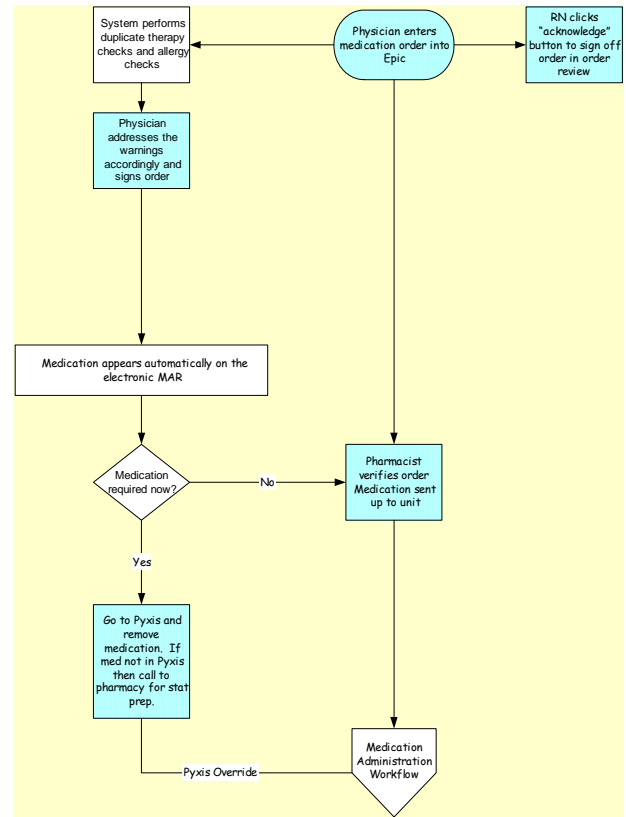 System performs
duplicate therapy
checks and allergy
checks
Physician enters
medication order into
Epic
RN clicks
“acknowledge”
button to sign off
order in order
review
Physician
addresses the
warnings
accordingly and
signs order
Medication appears automatically on the
electronic MAR
Medication
required now?
No
Pharmacist
verifies order
Medication sent
up to unit
Yes
Go to Pyxis and
remove
medication. If
med not in Pyxis
then call to
pharmacy for stat
prep.
Medication
Administration
Workflow
Pyxis Override